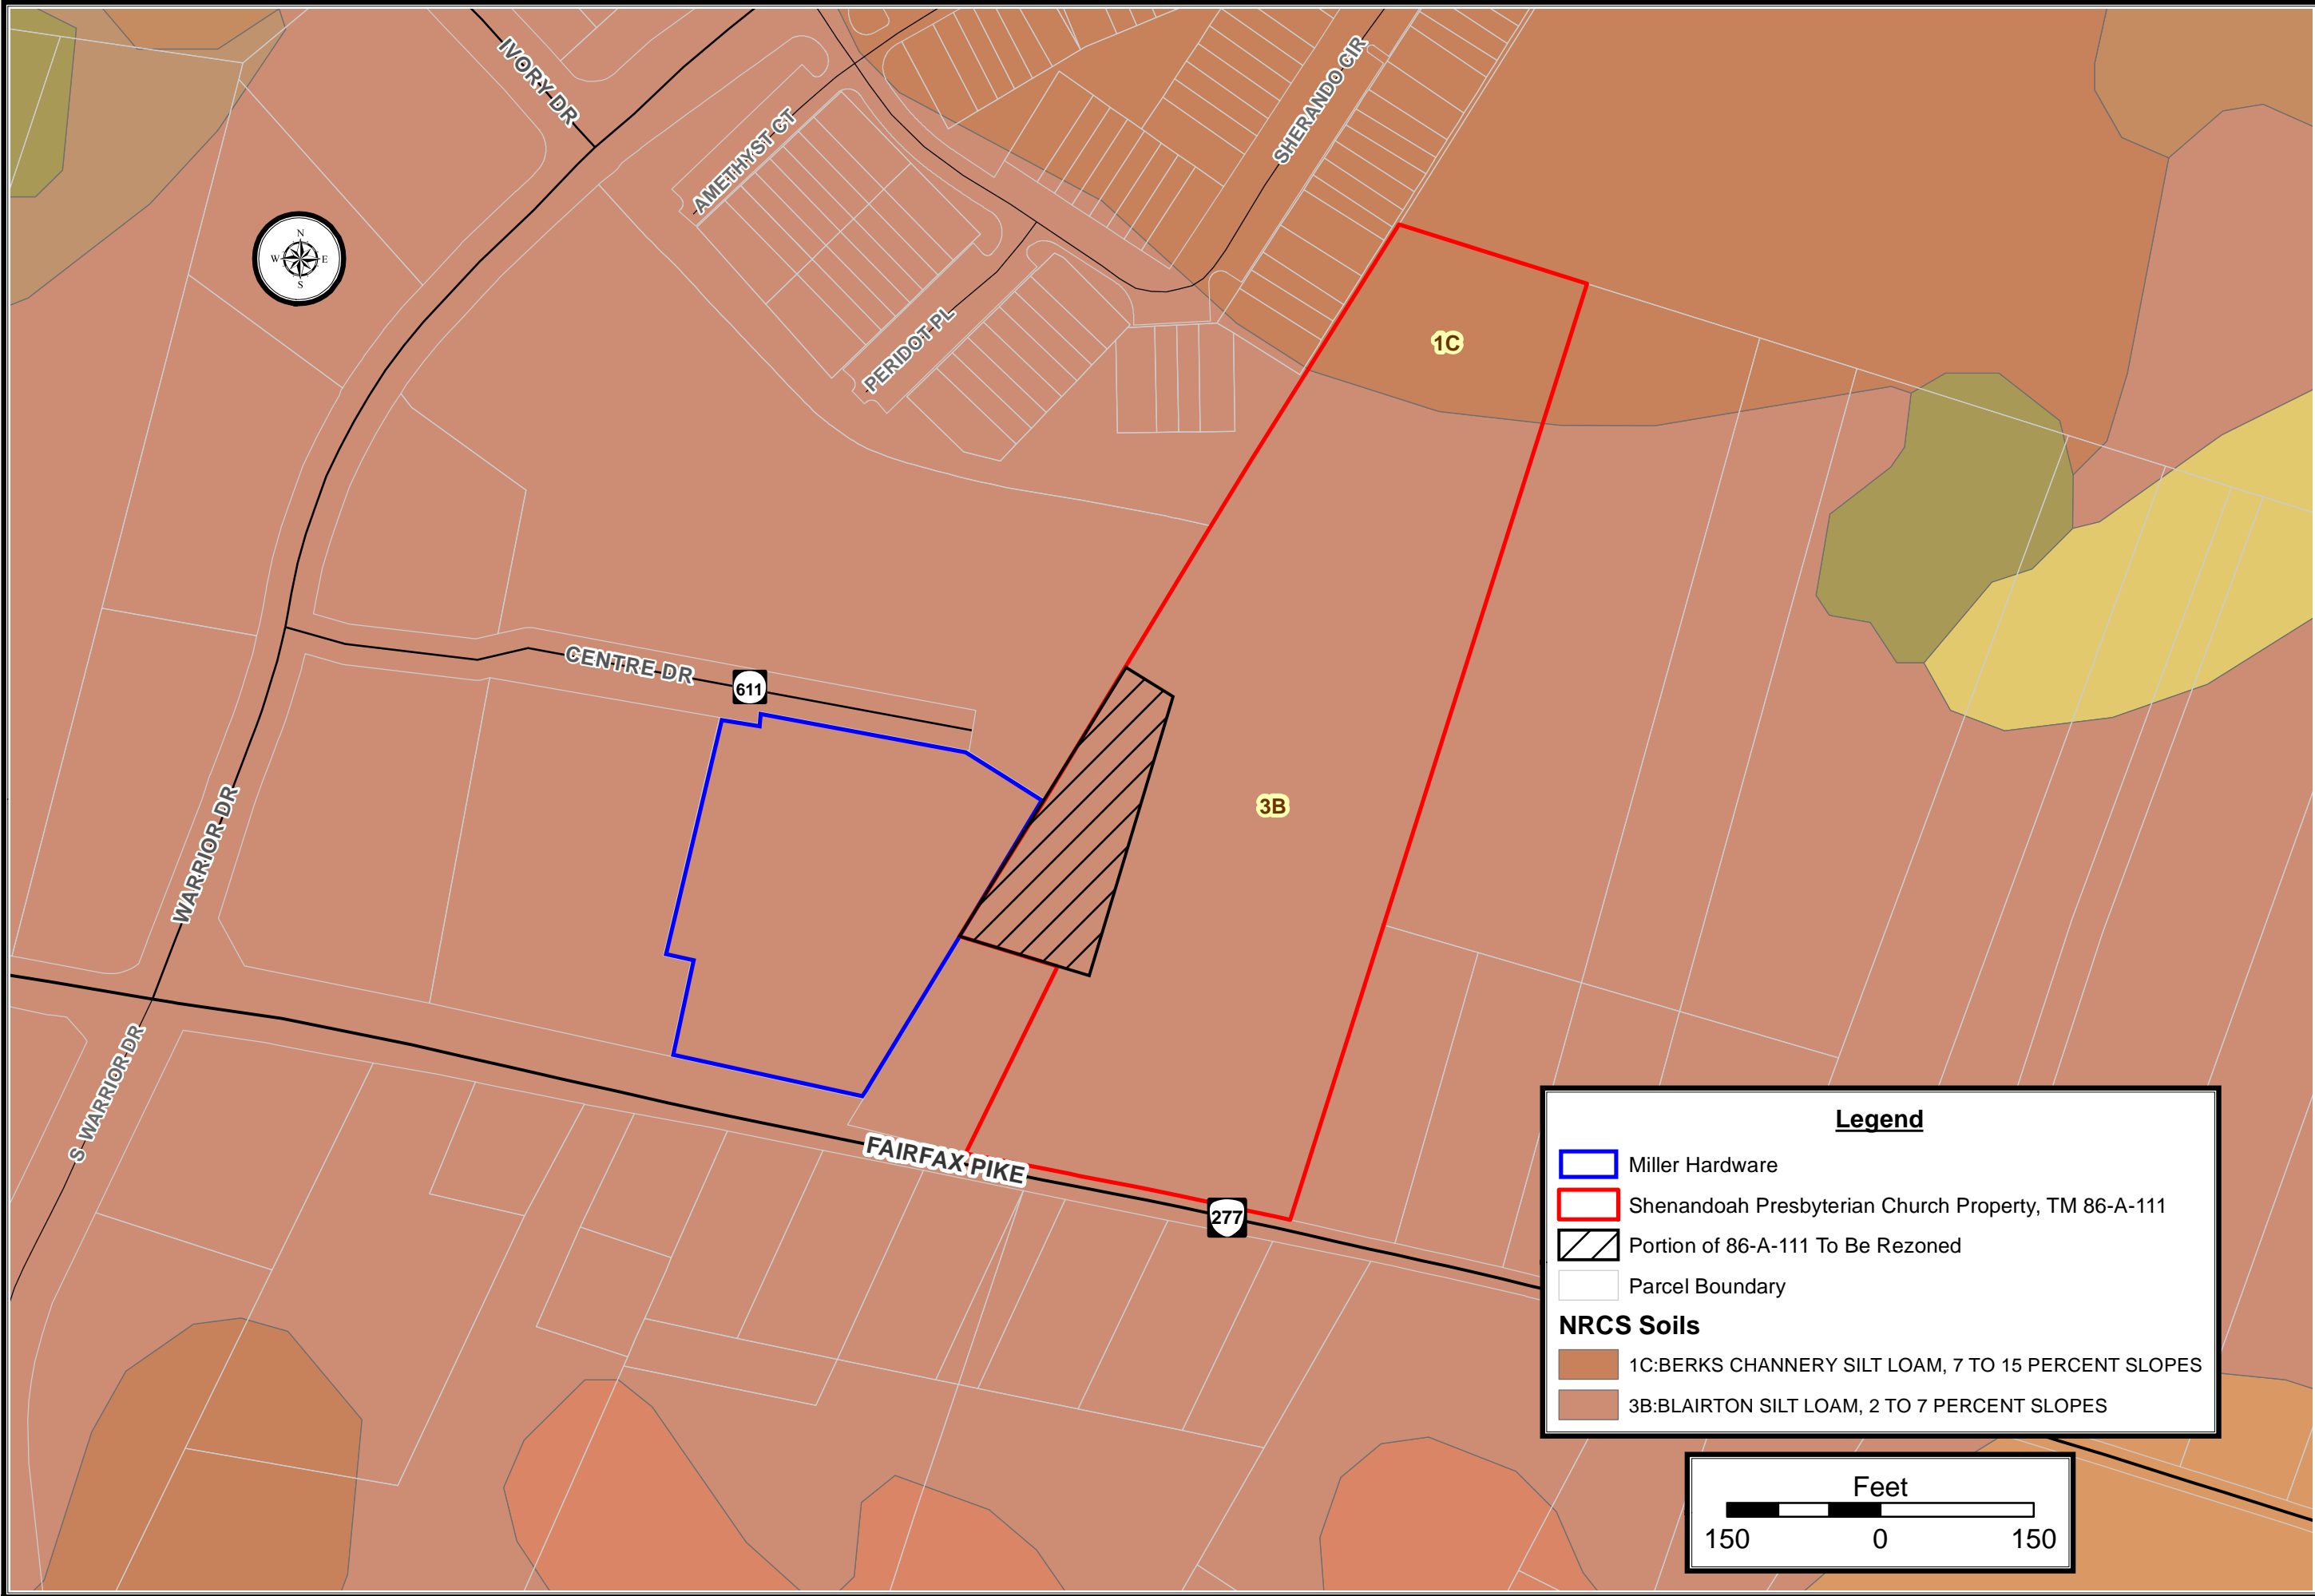 IVORY DR
AMETHYST CT
SHERANDO CIR
N
W E
S
PERIDOT PL
1C
CENTRE DR
611
3B
WARRIOR DR
S WARRIOR DR
FAIRFAX PIKE
277
Legend
Miller Hardware
Shenandoah Presbyterian Church Property, TM 86-A-111
Portion of 86-A-111 To Be Rezoned
Parcel Boundary
NRCS Soils
1C:BERKS CHANNERY SILT LOAM, 7 TO 15 PERCENT SLOPES
3B:BLAIRTON SILT LOAM, 2 TO 7 PERCENT SLOPES
Feet
150 0 150